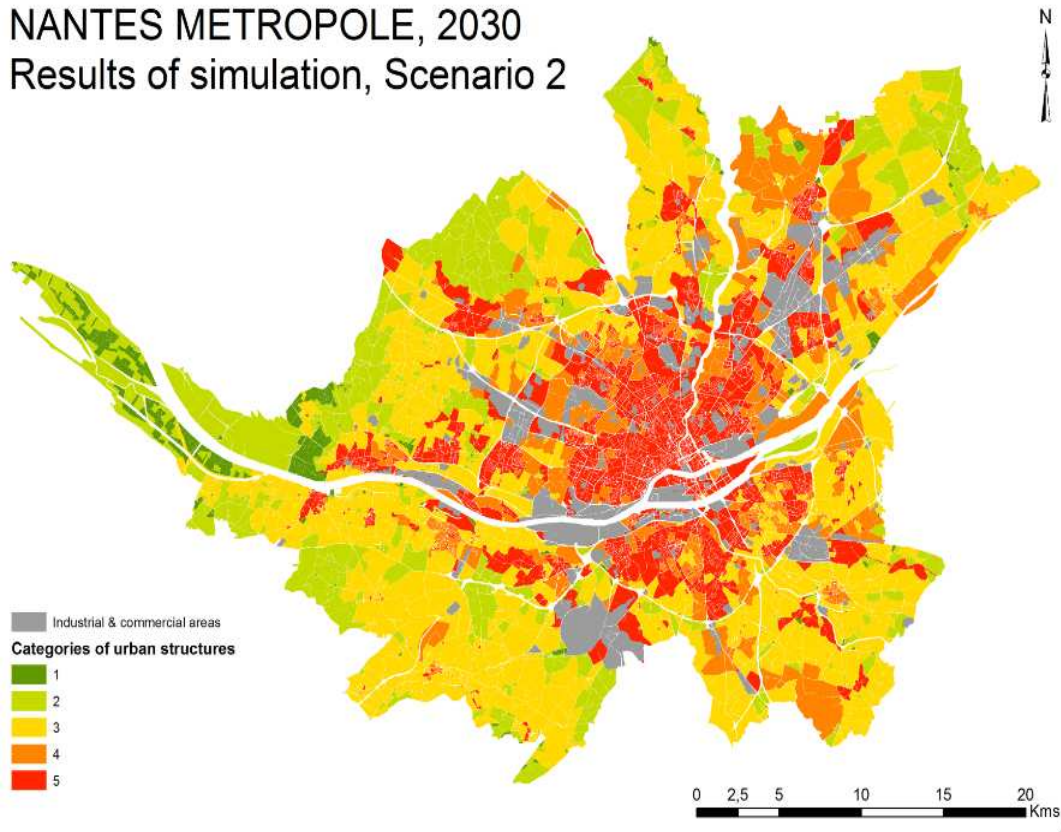 NANTES METROPOLE, 2030
Results of simulation, Scenario 2
N
Industrial & commercial areas
Categories of urban structures
1
2
3
4
5
0 2,5 5 10 15 20
Kms